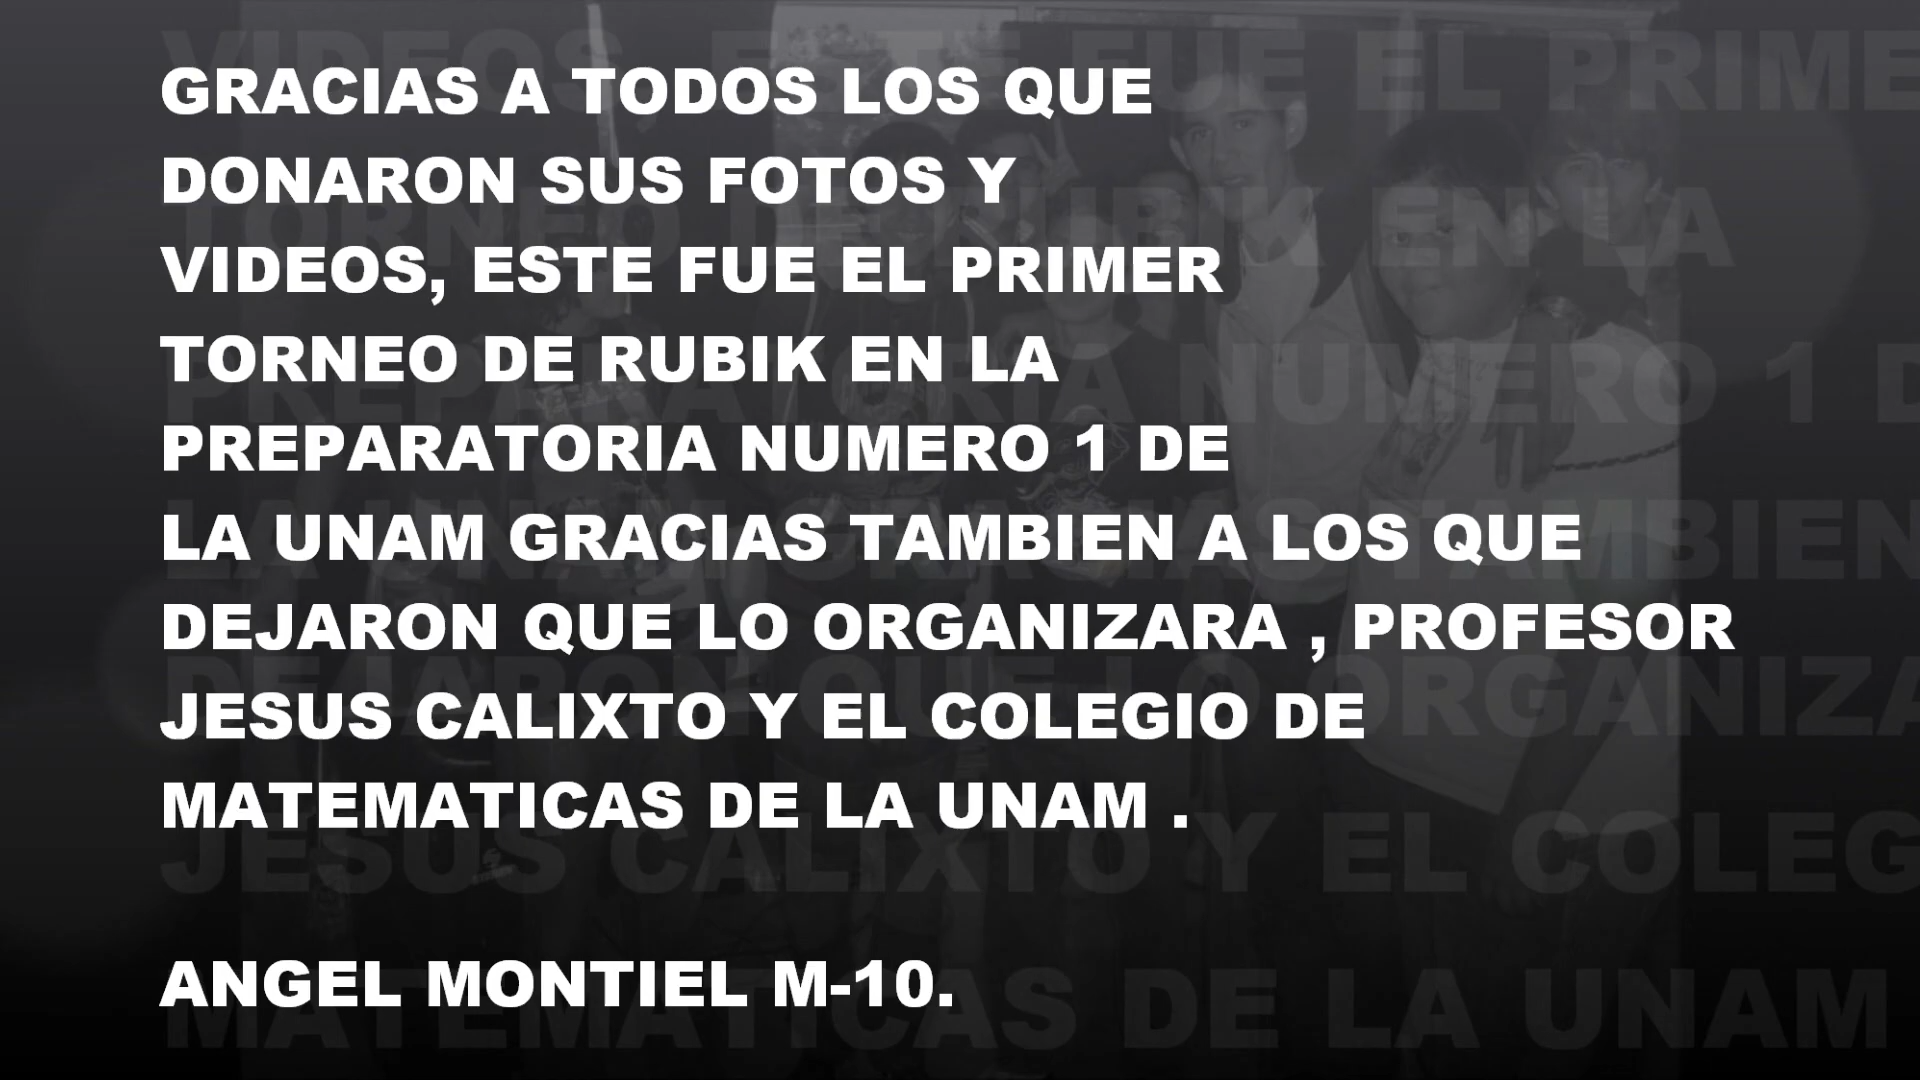 GRACIAS A TODOS LOS QUE
DONARON SUS FOTOS Y
VIDEOS, ESTE FUE EL PRIMER
TORNEO DE RUBIK EN LA
PREPARATORIA NUMERO 1 DE
LA UNAM GRACIAS TAMBIEN A LOS QUE
DEJARON QUE LO ORGANIZARA , PROFESOR
JESUS CALIXTO Y EL COLEGIO DE
MATEMATICAS DE LA UNAM .
ANGEL MONTIEL M-10.